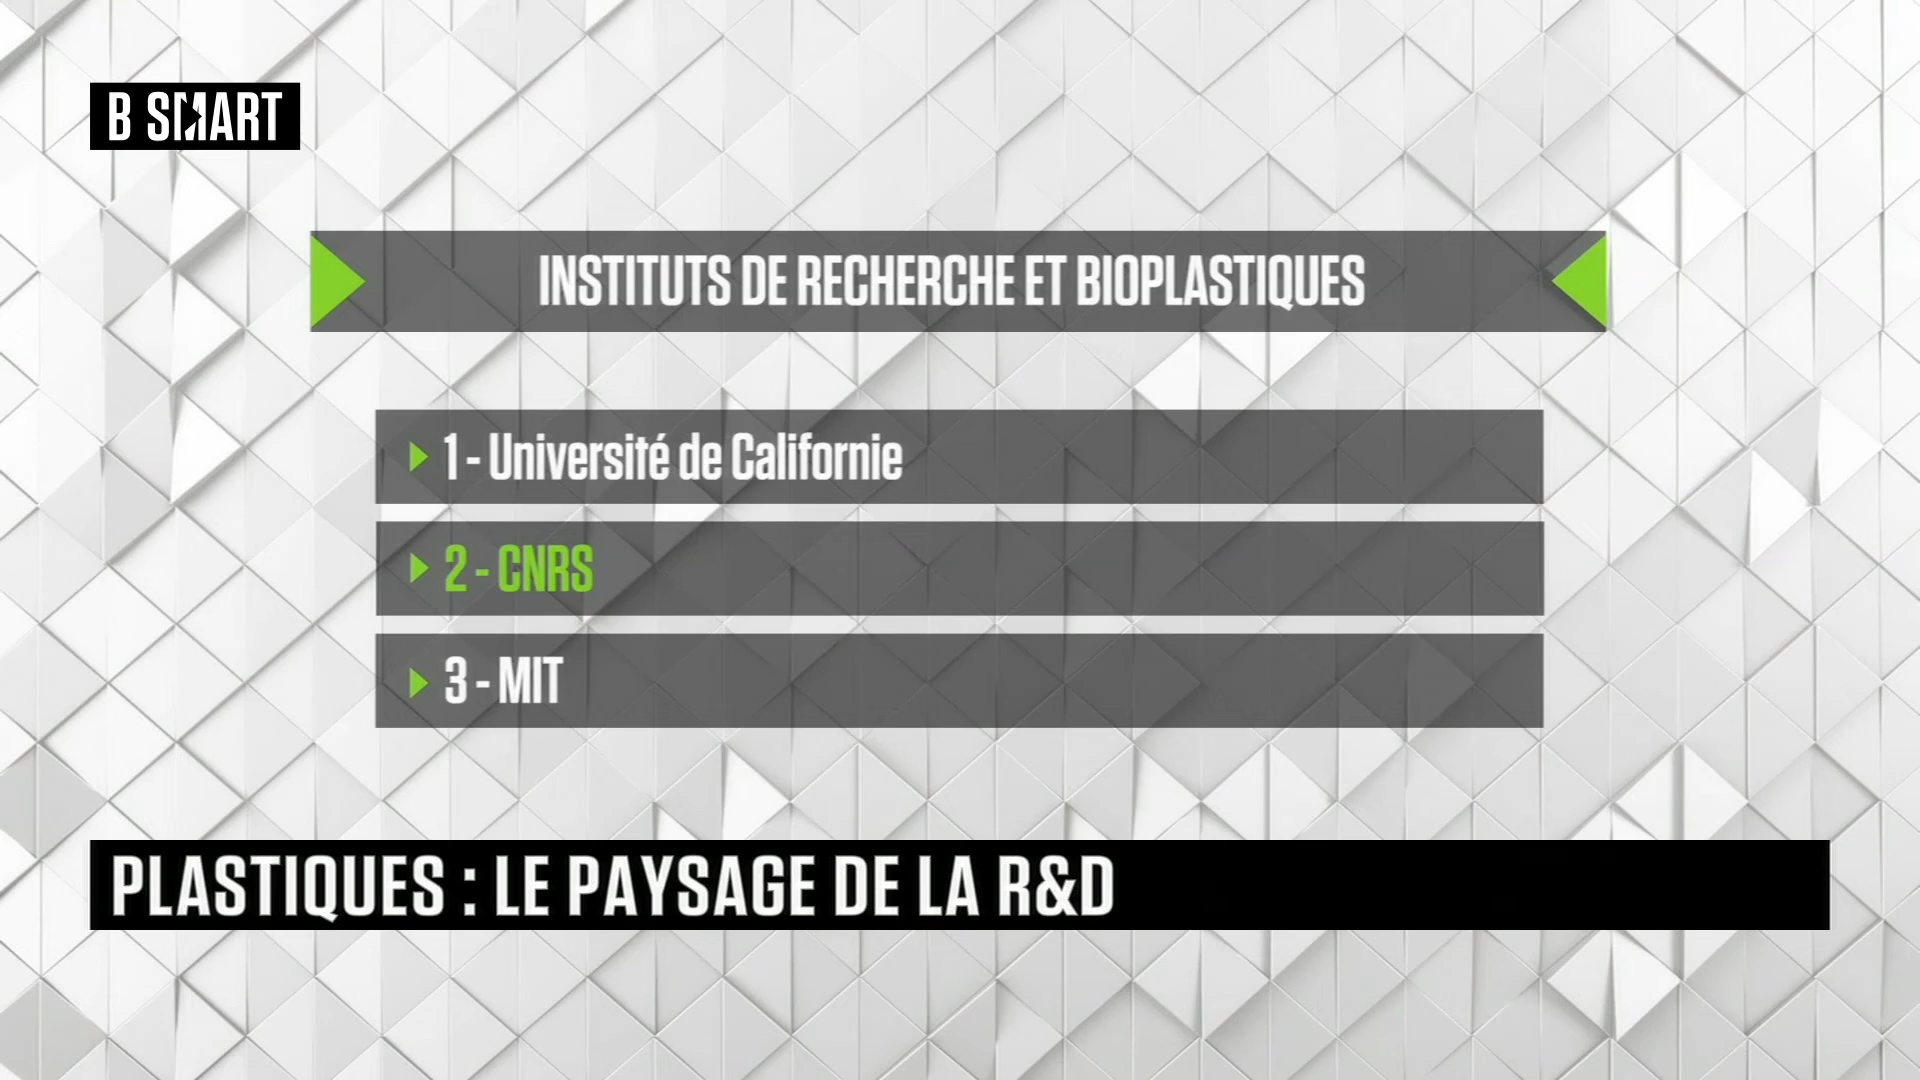 B SMART
INSTITUTS DE RECHERCHE ET BIOPLASTIQUES
1 - Université de Californie
2 - CNRS
3 - MIT
PLASTIQUES : LE PAYSAGE DE LA R&D